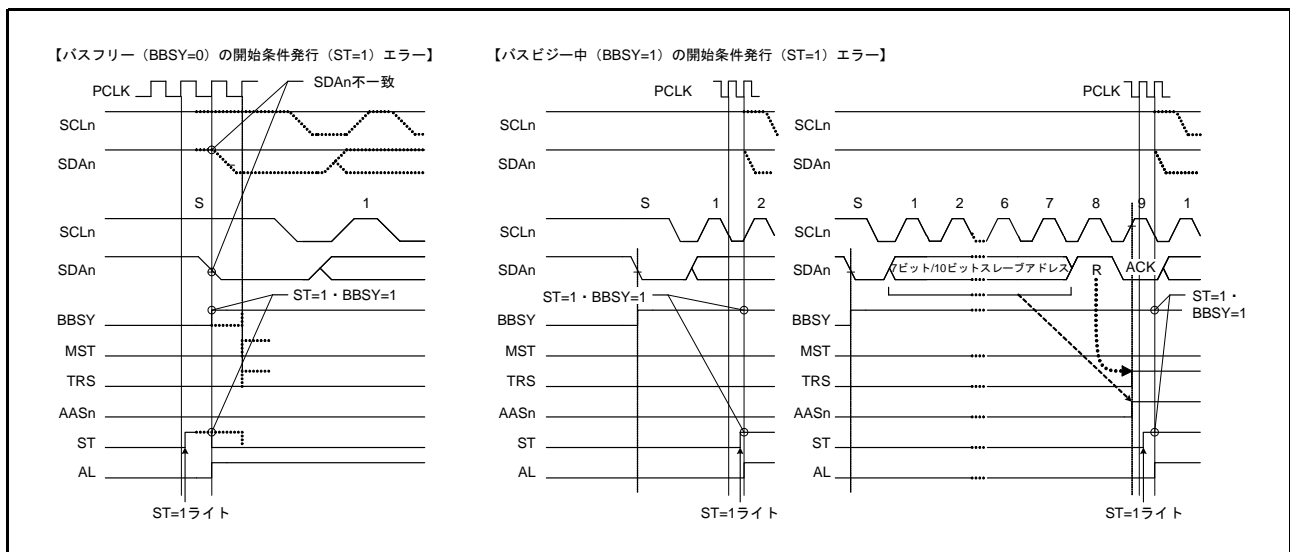 【バスフリー（BBSY=0）の開始条件発行（ST=1）エラー】
PCLK
SDAn不一致
SCLn
SDAn
S 1
SCLn
SDAn
ST=1・BBSY=1
BBSY
MST
TRS
AASn
ST
AL
ST=1ライト
【バスビジー中（BBSY=1）の開始条件発行（ST=1）エラー】
PCLK
SCLn
SDAn
S 1 2
SCLn
SDAn
ST=1・BBSY=1
BBSY
MST
TRS
AASn
ST
AL
ST=1ライト
PCLK
SCLn
SDAn
S 1 2 6 7 8 9 1
SCLn
SDAn
7ビット/10ビットスレーブアドレス R ACK
ST=1・
BBSY=1
BBSY
MST
TRS
AASn
ST
AL
ST=1ライト